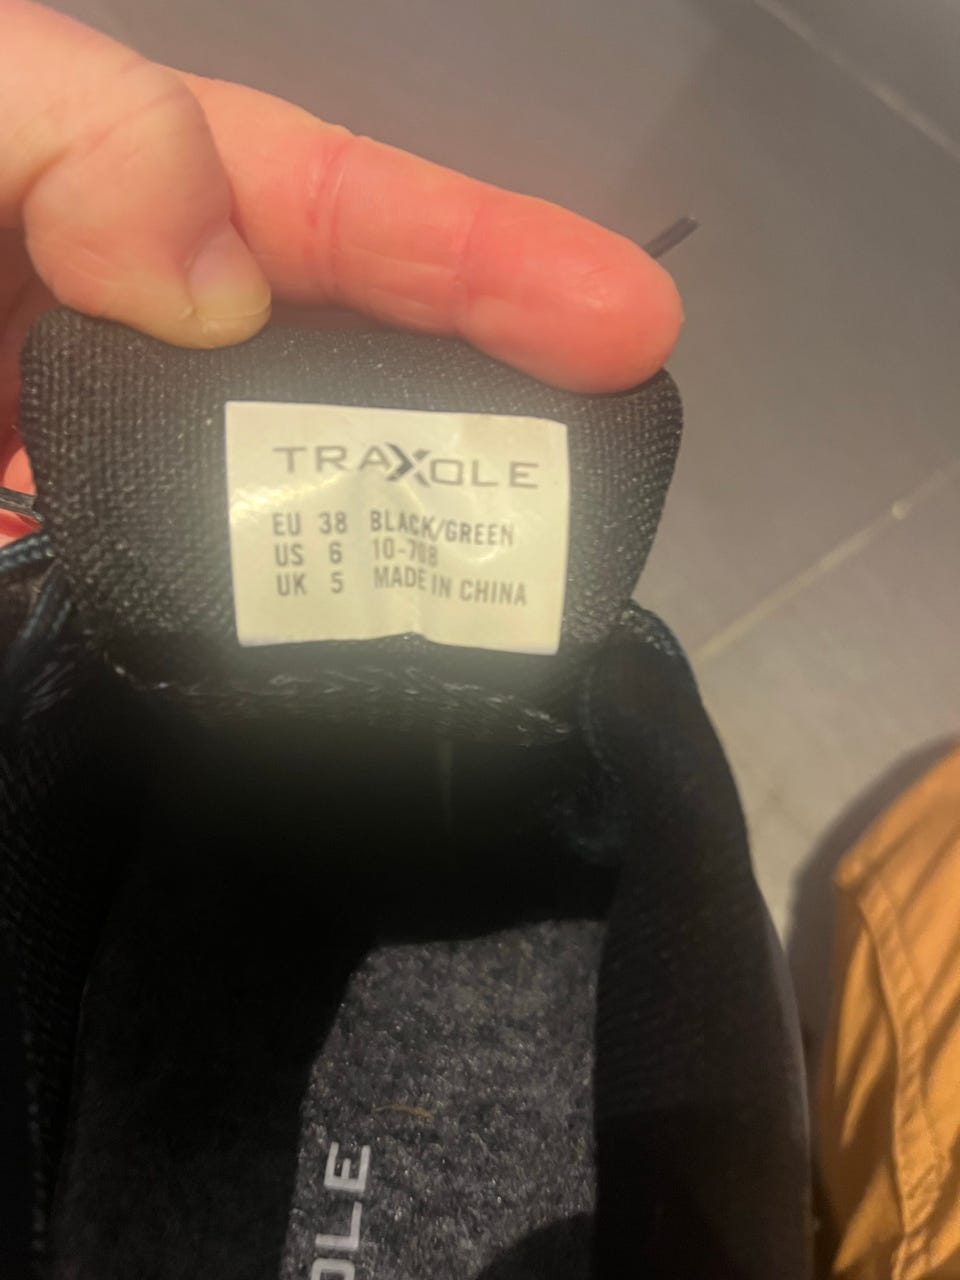 TRAXOLE
EU 38 BLACK/GREEN
US 6 10-708
UK 5 MADE IN CHINA
OLE